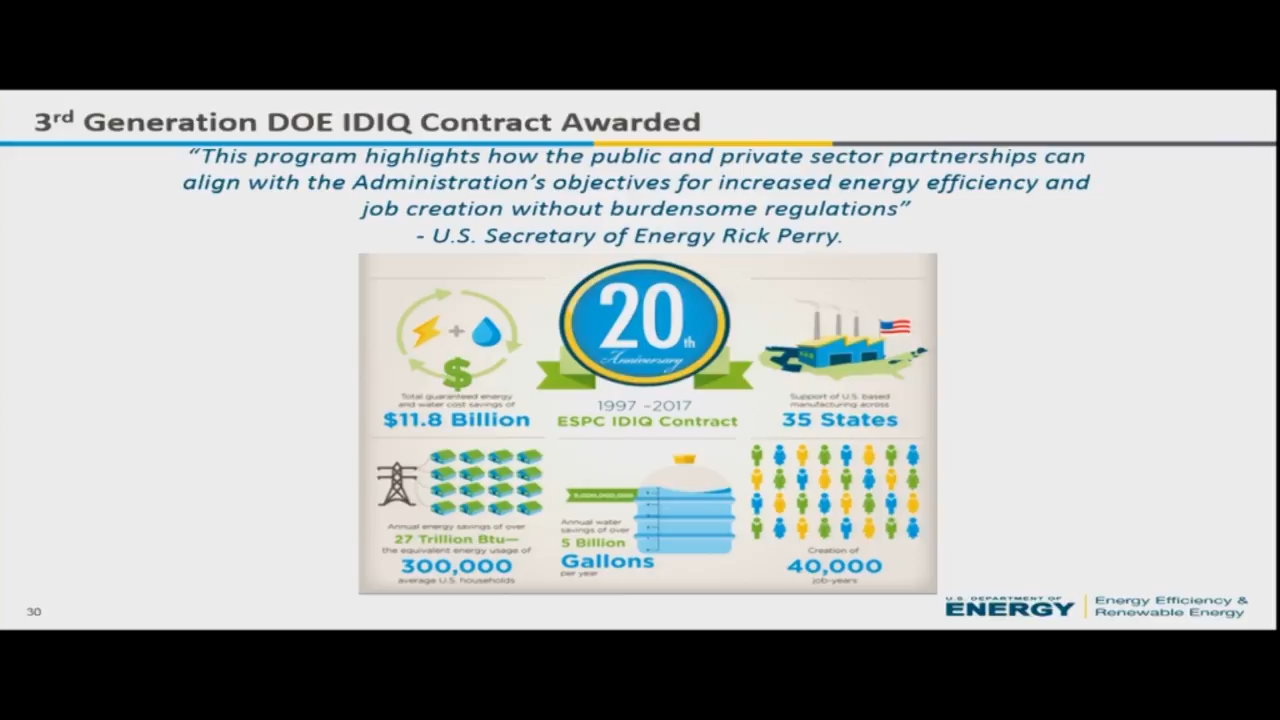 3rd Generation DOE IDIQ Contract Awarded
“This program highlights how the public and private sector partnerships can
align with the Administration’s objectives for increased energy efficiency and
job creation without burdensome regulations”
- U.S. Secretary of Energy Rick Perry.
20th
Anniversary
1997 –2017
ESPC IDIQ Contract
Total guaranteed energy
and water cost savings of
$11.8 Billion
Support of U.S. based
manufacturing across
35 States
Annual energy savings of over
27 Trillion Btu—
the equivalent energy usage of
300,000
average U.S. households
Annual water
savings of over
5 Billion
Gallons
per year
Creation of
40,000
job-years
30
U.S. DEPARTMENT OF
ENERGY
Energy Efficiency &
Renewable Energy